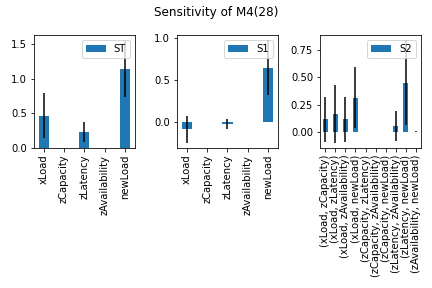 Sensitivity of M4(28)
ST
1.5
1.0
0.5
0.0
xLoad
zCapacity
zLatency
zAvailability
newLoad
S1
1.0
0.5
0.0
xLoad
zCapacity
zLatency
zAvailability
newLoad
S2
0.75
0.50
0.25
0.00
(xLoad, zCapacity)
(xLoad, zLatency)
(xLoad, zAvailability)
(xLoad, newLoad)
(zCapacity, zLatency)
(zCapacity, zAvailability)
(zCapacity, newLoad)
(zLatency, zAvailability)
(zLatency, newLoad)
(zAvailability, newLoad)